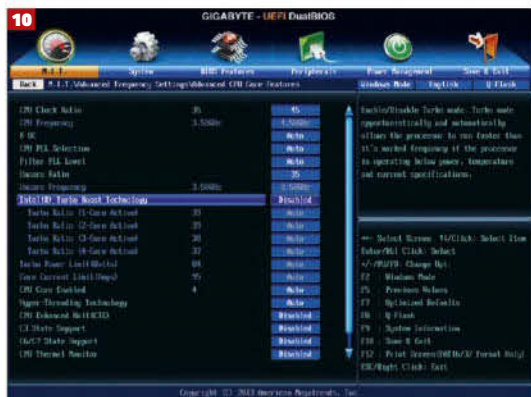 10
GIGABYTE - UEFI DualBIOS
M.I.T.
System
BIOS Features
Peripherals
Power Management
Save & Exit
Back
M.I.T.\Advanced Frequency Settings\Advanced CPU Core Features
Windows Mode
English
Q-Flash
CPU Clock Ratio 35 45
CPU Frequency 3.50GHz 4.50GHz
K OC Auto
CPU PLL Selection Auto
Filter PLL Level Auto
Uncore Ratio 35
Uncore Frequency 3.50GHz 3.50GHz
Intel(R) Turbo Boost Technology Disabled
Turbo Ratio (1-Core Active) 39 Auto
Turbo Ratio (2-Core Active) 39 Auto
Turbo Ratio (3-Core Active) 38 Auto
Turbo Ratio (4-Core Active) 37 Auto
Turbo Power Limit(Watts) Auto
Core Current Limit(Amps) 95 Auto
CPU Core Enabled 4 Auto
Hyper-Threading Technology Auto
CPU Enhanced Halt(C1E) Disabled
C3 State Support Disabled
C6/C7 State Support Disabled
CPU Thermal Monitor Disabled
Enable/Disable Turbo mode. Turbo mode
opportunistically and automatically
allows the processor to run faster than
it's marked frequency if the processor
is operating below power, temperature
and current specifications.
Select Screen Click: Select Item
Enter/Dbl Click: Select
+/-/PU/PD: Change Opt.
F2 : Windows Mode
F5 : Previous Values
F7 : Optimized Defaults
F8 : Q-Flash
F9 : System Information
F10 : Save & Exit
F12 : Print Screen(FAT16/32 Format Only)
ESC/Right Click: Exit
Copyright (C) 2013 American Megatrends, Inc.